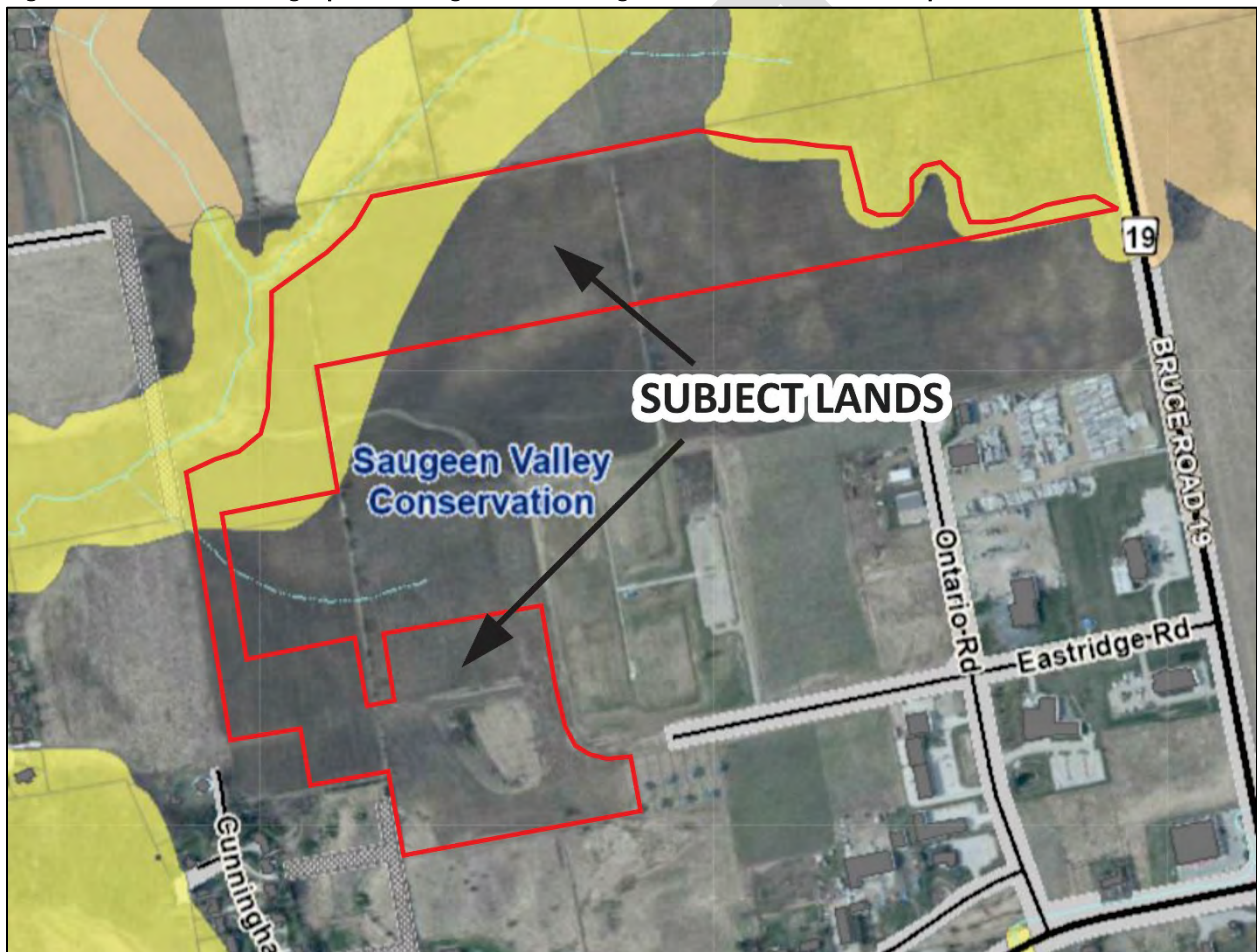 19
SUBJECT LANDS
BRUCE ROAD 19
Saugeen Valley
Conservation
Ontario Rd
Eastridge Rd
Cunningha